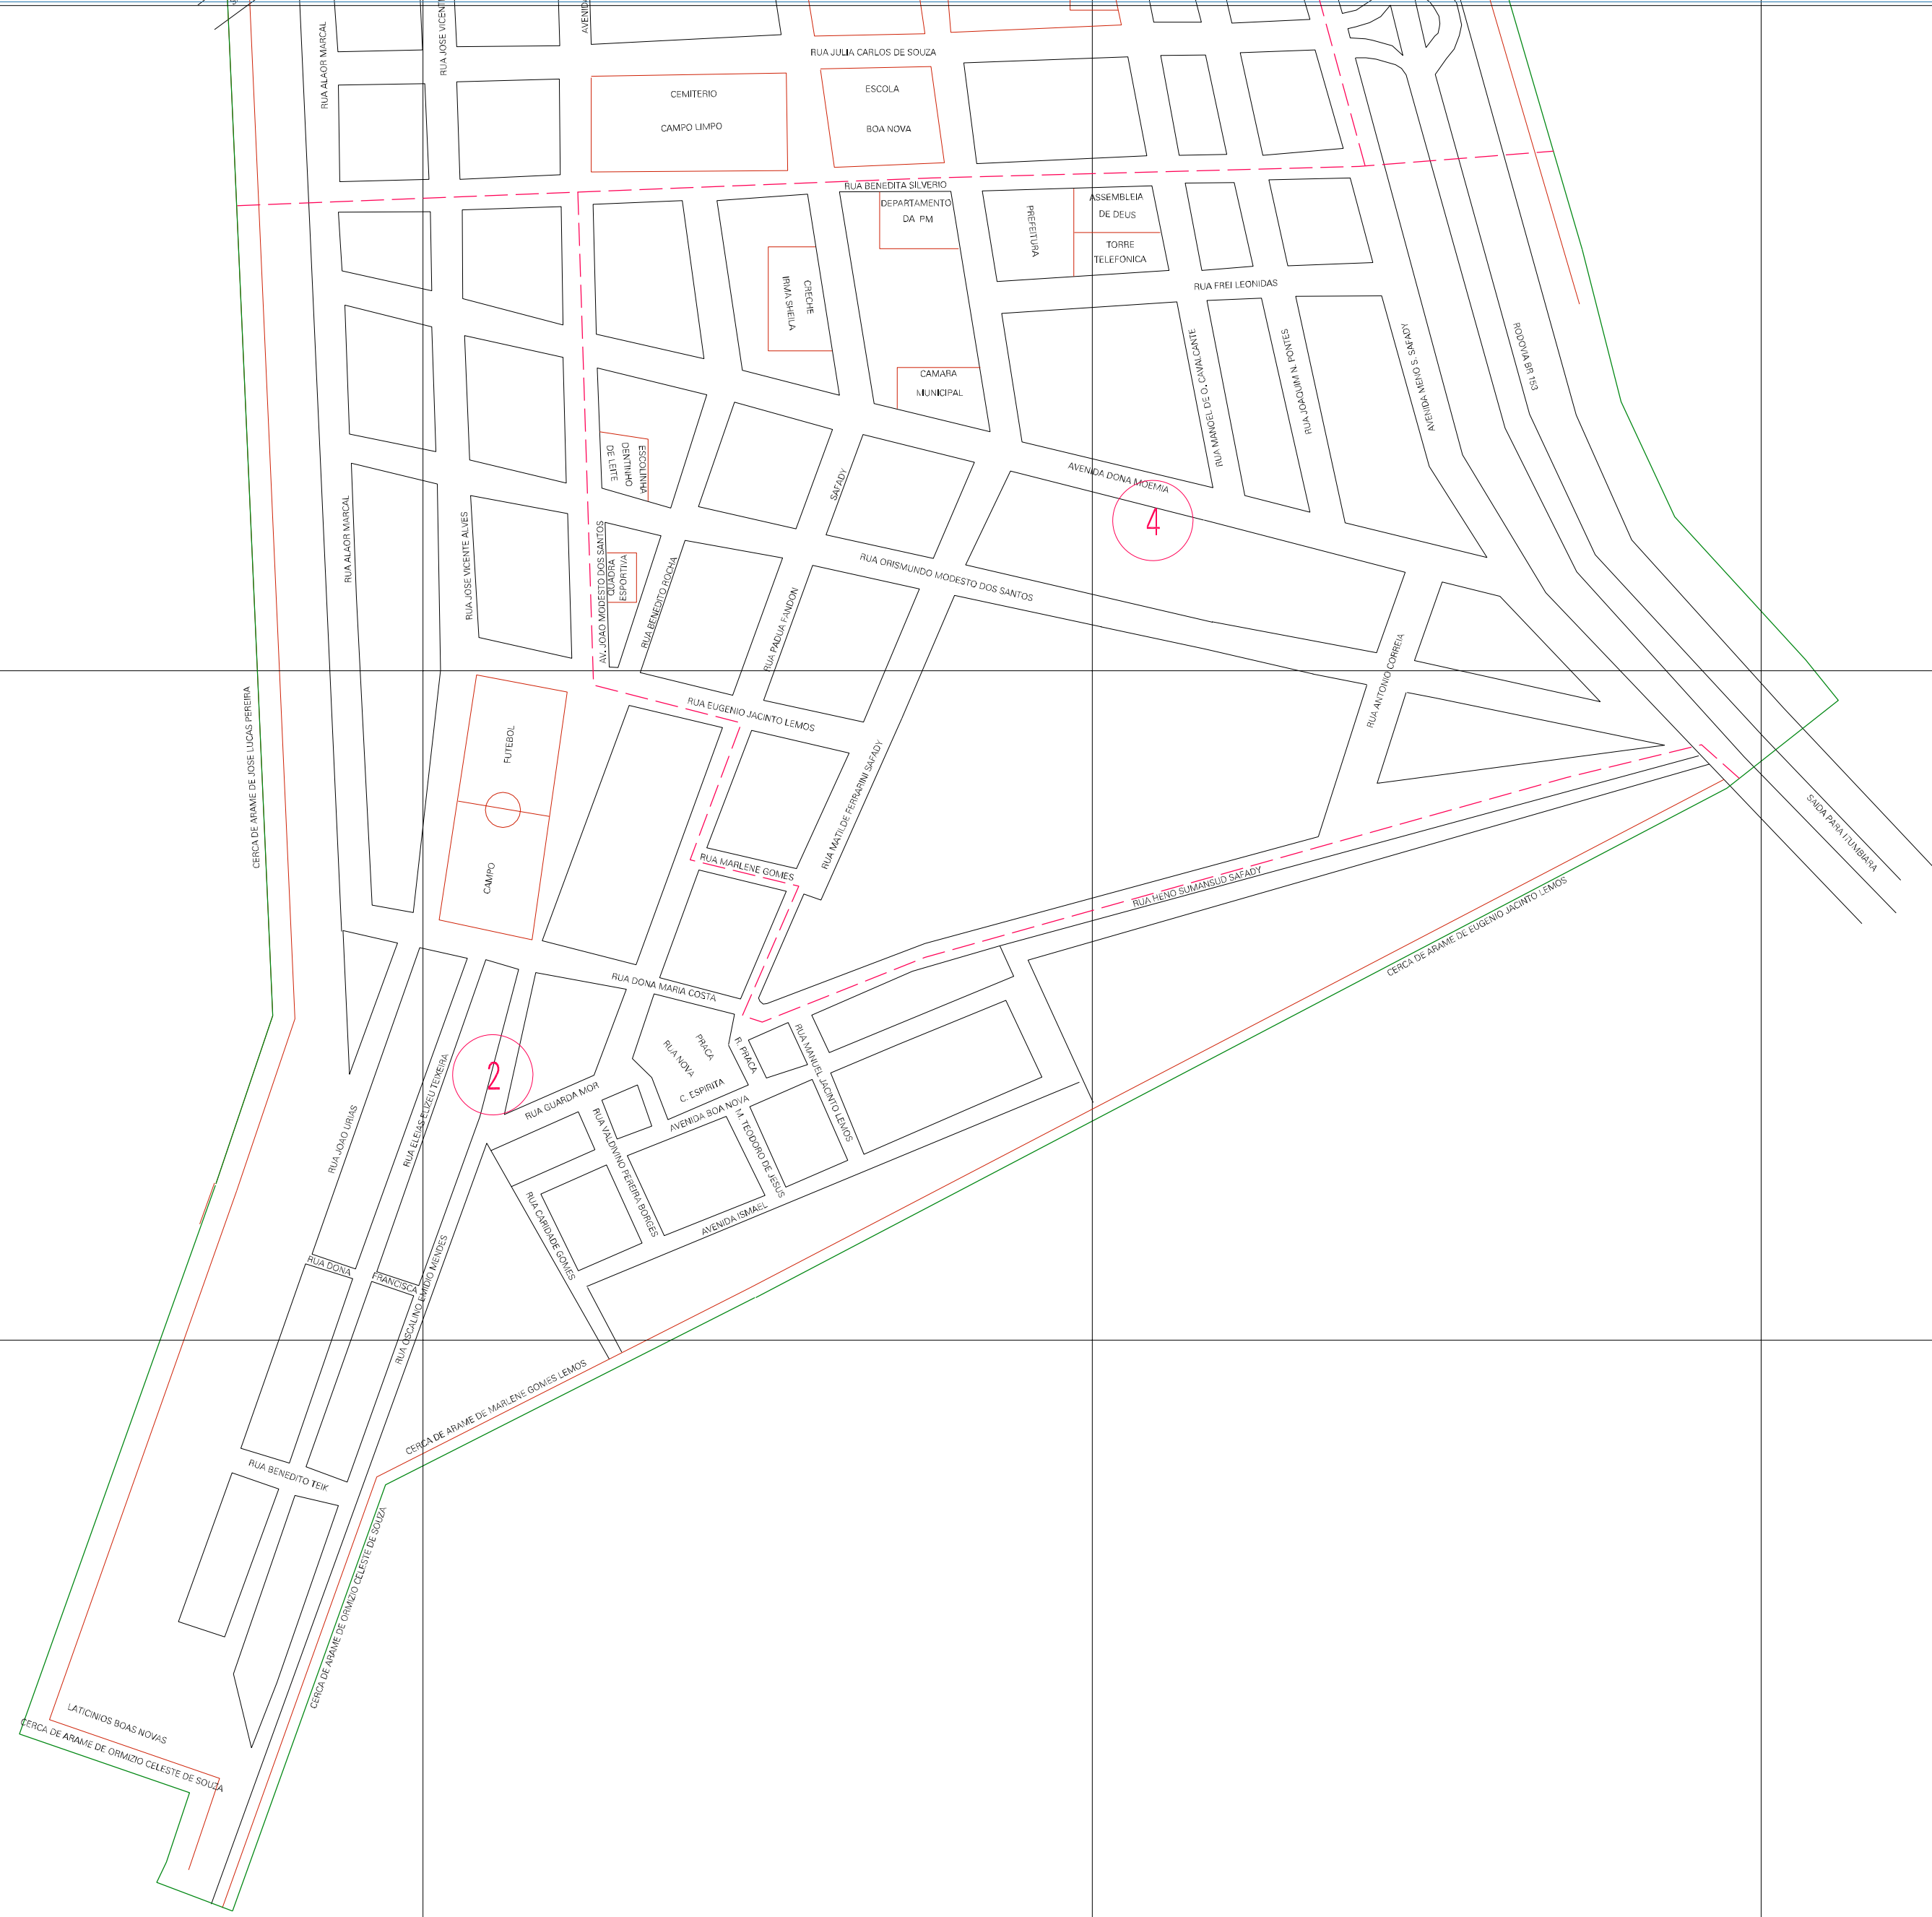 RUA ALAOR MARCAL
RUA JOSE VICENTE
AVENIDA
RUA JULIA CARLOS DE SOUZA
CEMITERIO
CAMPO LIMPO
ESCOLA
BOA NOVA
RUA BENEDITA SILVERIO
DEPARTAMENTO
DA PM
PREFEITURA
ASSEMBLEIA
DE DEUS
TORRE
TELEFONICA
CRECHE
IRMA SHEILA
RUA FREI LEONIDAS
CAMARA
MUNICIPAL
RUA MANOEL DE O. CAVALCANTE
RUA JOAQUIM N. PONTES
AVENIDA MENO S. SAFADY
RODOVIA BR 153
ESCOLINHA
DENTINHO
DE LEITE
SAFADY
AVENIDA DONA MOEMIA
4
RUA ALAOR MARCAL
RUA JOSE VICENTE ALVES
AV. JOAO MODESTO DOS SANTOS
QUADRA
ESPORTIVA
RUA BENEDITO ROCHA
RUA PADUA FANDON
RUA ORISMUNDO MODESTO DOS SANTOS
RUA ANTONIO CORREIA
CERCA DE ARAME DE JOSE LUCAS PEREIRA
FUTEBOL
CAMPO
RUA EUGENIO JACINTO LEMOS
RUA MATILDE FERRARINI SAFADY
RUA MARLENE GOMES
SAIDA PARA ITUMBIARA
RUA HENO SUMANSUD SAFADY
CERCA DE ARAME DE EUGENIO JACINTO LEMOS
RUA DONA MARIA COSTA
2
PRACA
RUA NOVA
C. ESPIRITA
R. PRACA
RUA MANUEL JACINTO LEMOS
RUA GUARDA MOR
AVENIDA BOA NOVA
RUA VALDIVINO PEREIRA BORGES
M. TEODORO DE JESUS
RUA JOAO URIAS
RUA ELEIAS ELIZEU TEIXEIRA
RUA CARIDADE GOMES
AVENIDA ISMAEL
RUA DONA
FRANCISCA
RUA OSCALINO EMIDIO MENDES
CERCA DE ARAME DE MARLENE GOMES LEMOS
RUA BENEDITO TEIK
CERCA DE ARAME DE ORMIZIO CELESTE DE SOUZA
LATICINIOS BOAS NOVAS
CERCA DE ARAME DE ORMIZIO CELESTE DE SOUZA